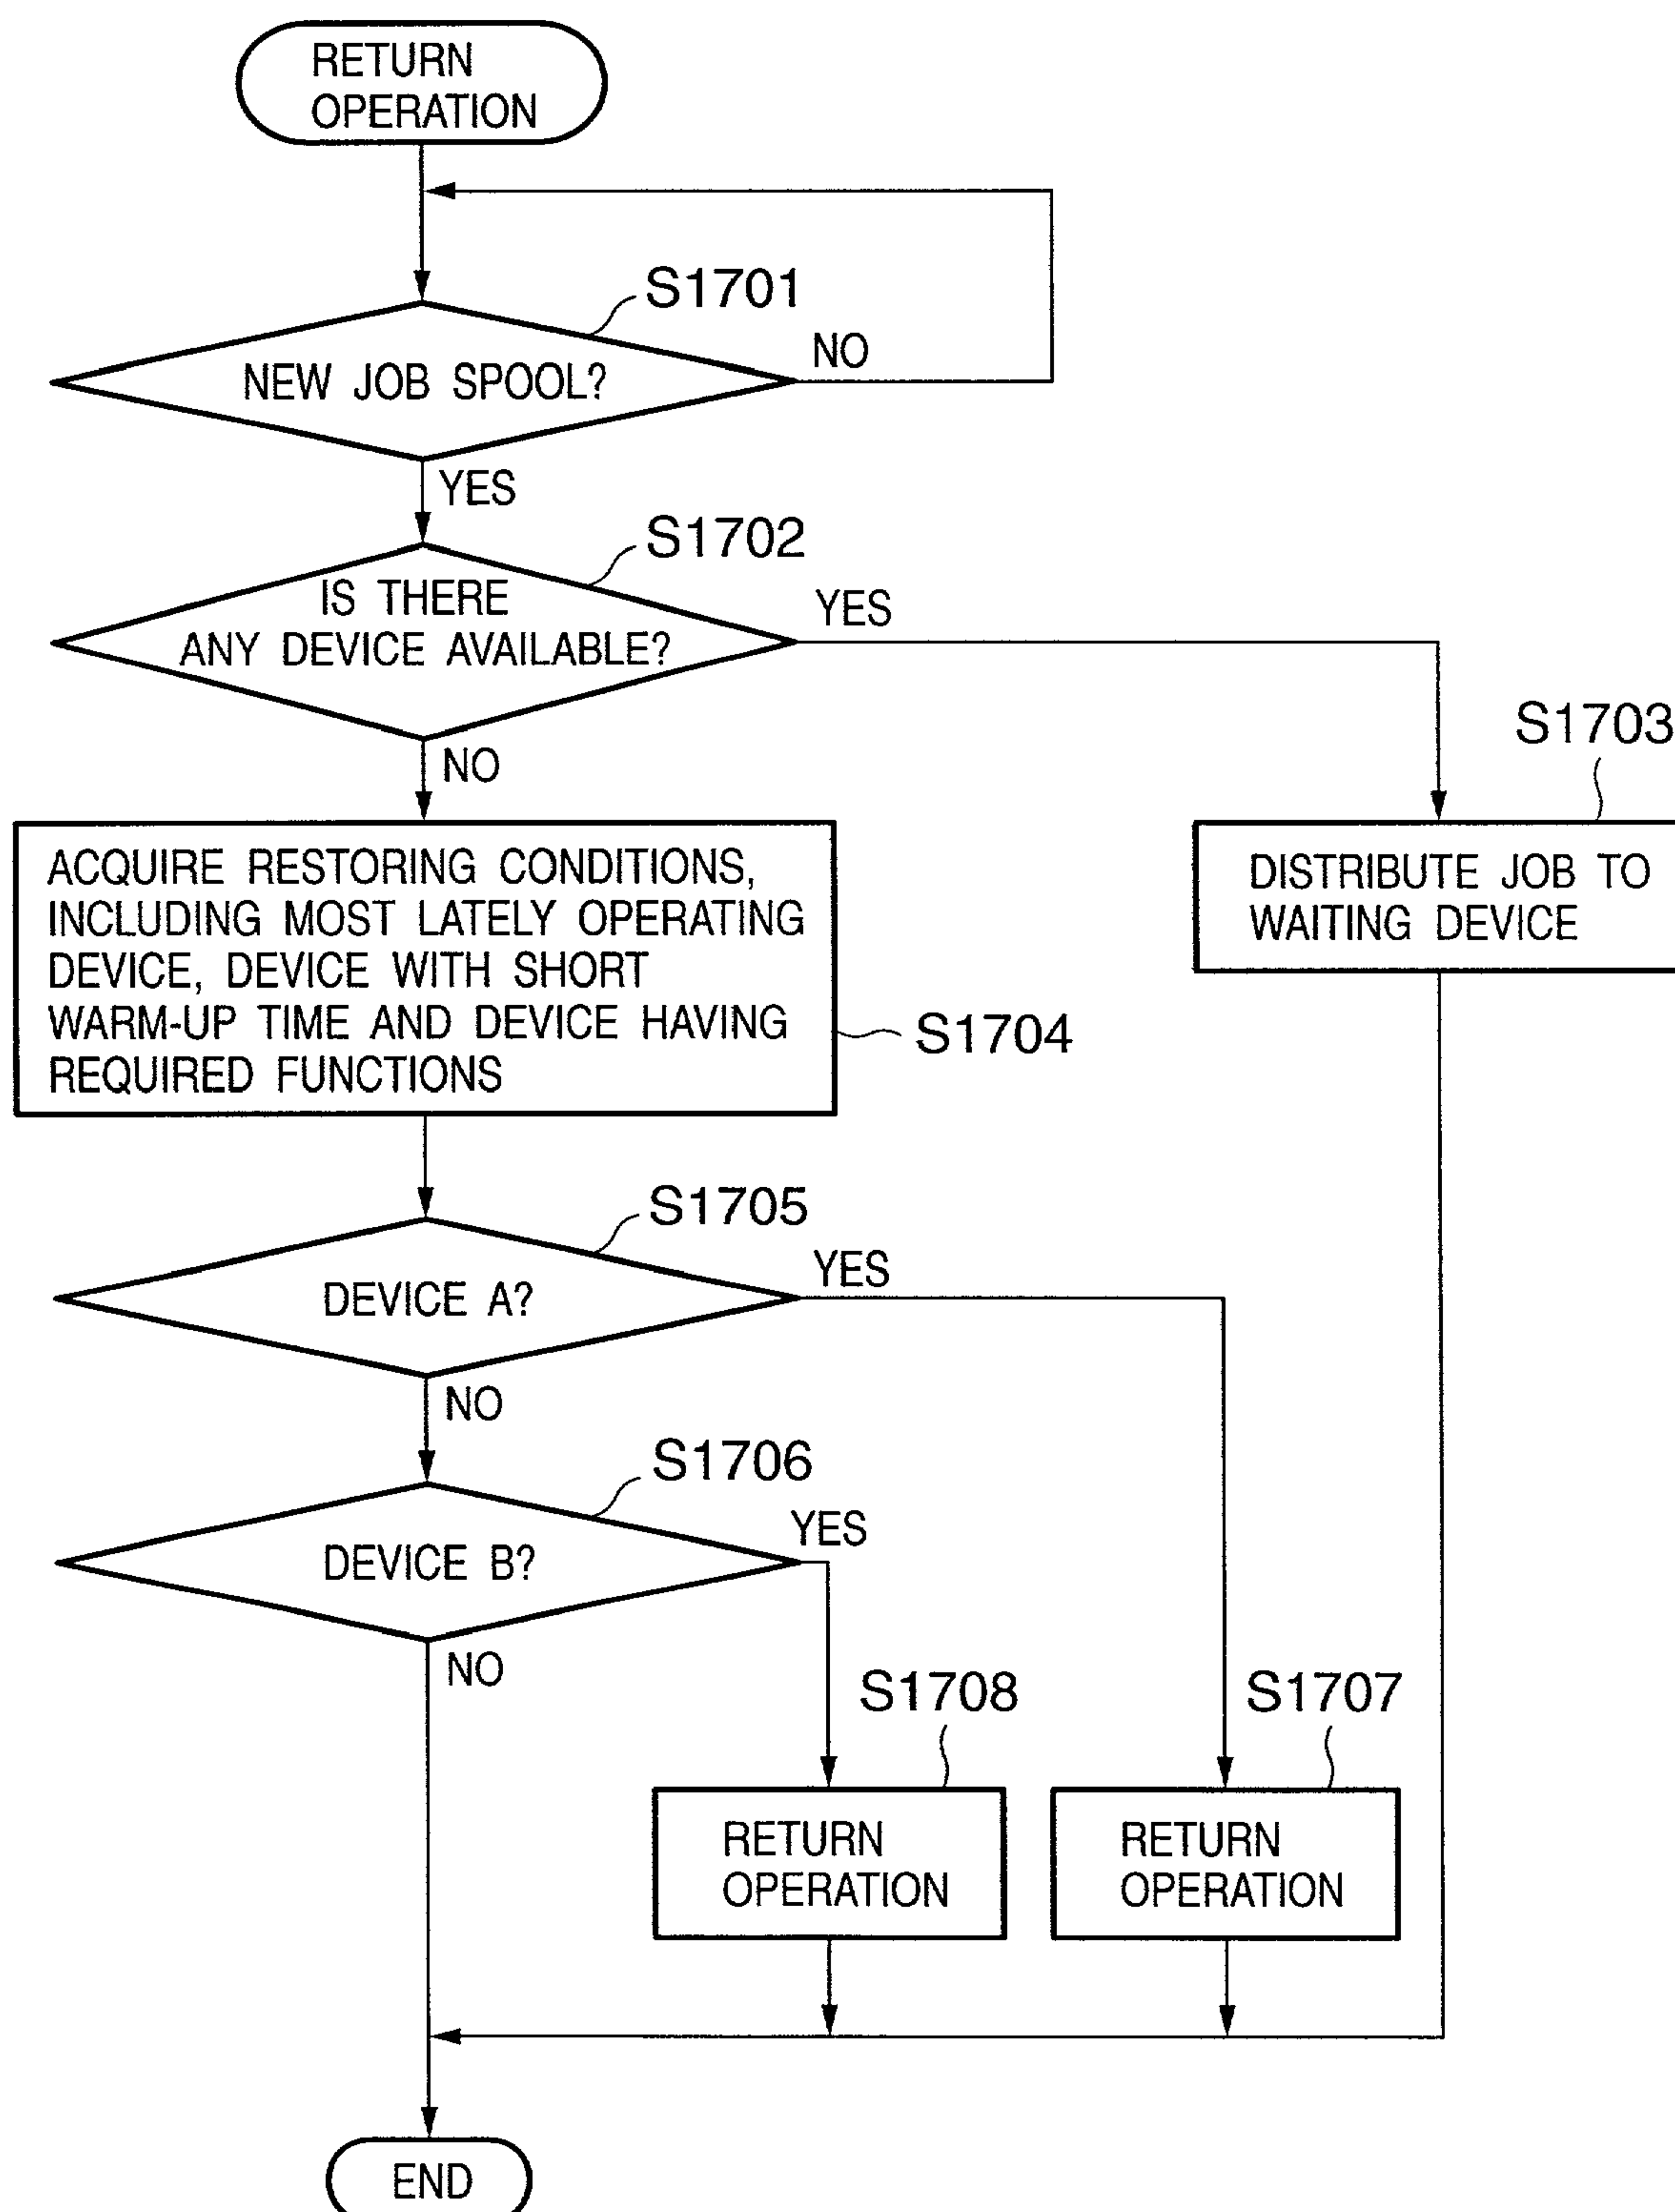 RETURN
OPERATION
S1701
NEW JOB SPOOL?
NO
YES
S1702
IS THERE
ANY DEVICE AVAILABLE?
YES
NO
S1703
DISTRIBUTE JOB TO
WAITING DEVICE
ACQUIRE RESTORING CONDITIONS,
INCLUDING MOST LATELY OPERATING
DEVICE, DEVICE WITH SHORT
WARM-UP TIME AND DEVICE HAVING
REQUIRED FUNCTIONS
S1704
S1705
DEVICE A?
YES
NO
S1706
DEVICE B?
YES
NO
S1708
RETURN
OPERATION
S1707
RETURN
OPERATION
END